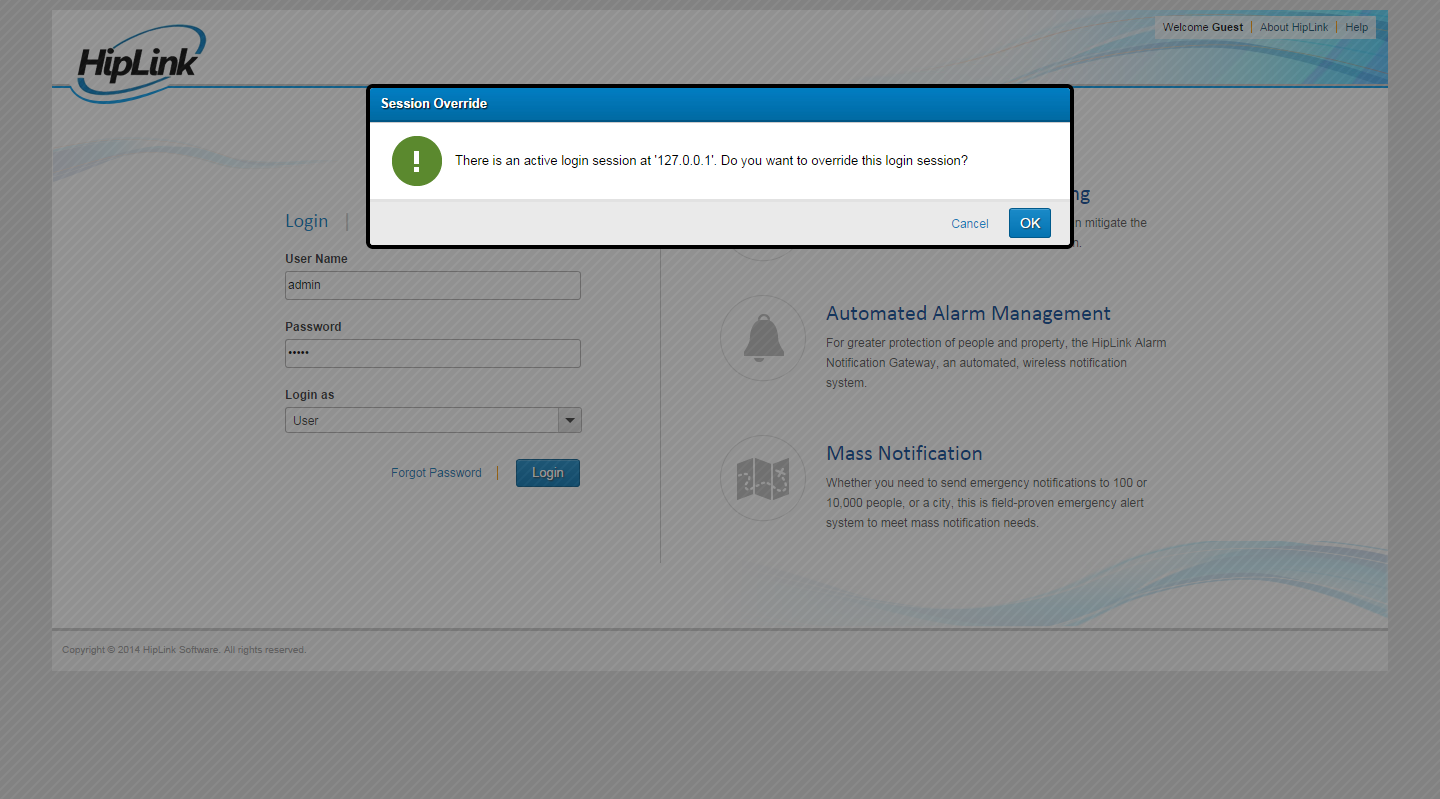 HipLink
Welcome Guest
About HipLink
Help
Session Override
There is an active login session at '127.0.0.1'. Do you want to override this login session?
Cancel
OK
Login
User Name
admin
Password
•••••
Login as
User
Forgot Password
Login
ng
n mitigate the
n.
Automated Alarm Management
For greater protection of people and property, the HipLink Alarm
Notification Gateway, an automated, wireless notification
system.
Mass Notification
Whether you need to send emergency notifications to 100 or
10,000 people, or a city, this is field-proven emergency alert
system to meet mass notification needs.
Copyright © 2014 HipLink Software. All rights reserved.